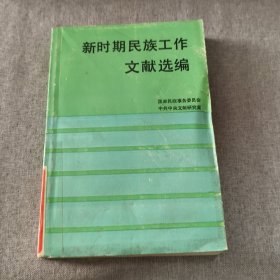 新时期民族工作
文献选编
国家民族事务委员会
中共中央文献研究室